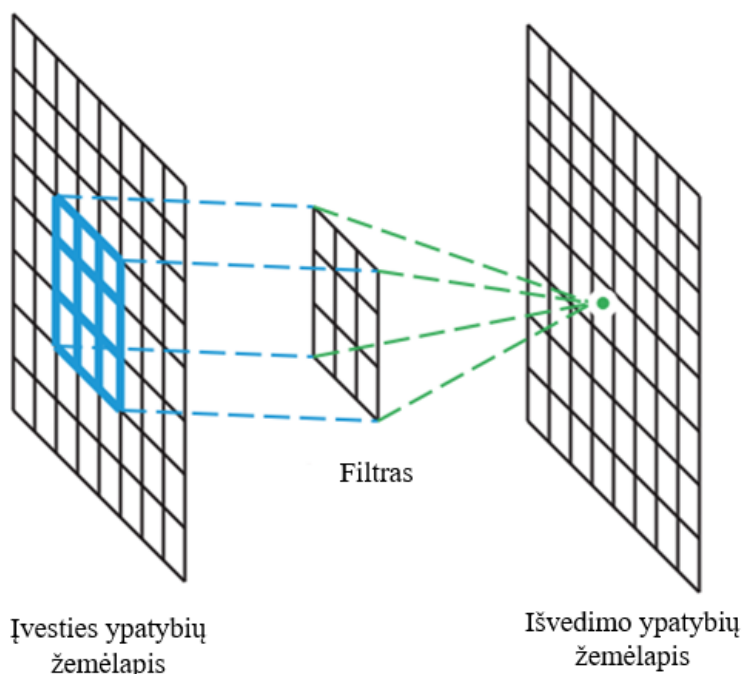 Filtras
Įvesties ypatybių
žemėlapis
Išvedimo ypatybių
žemėlapis